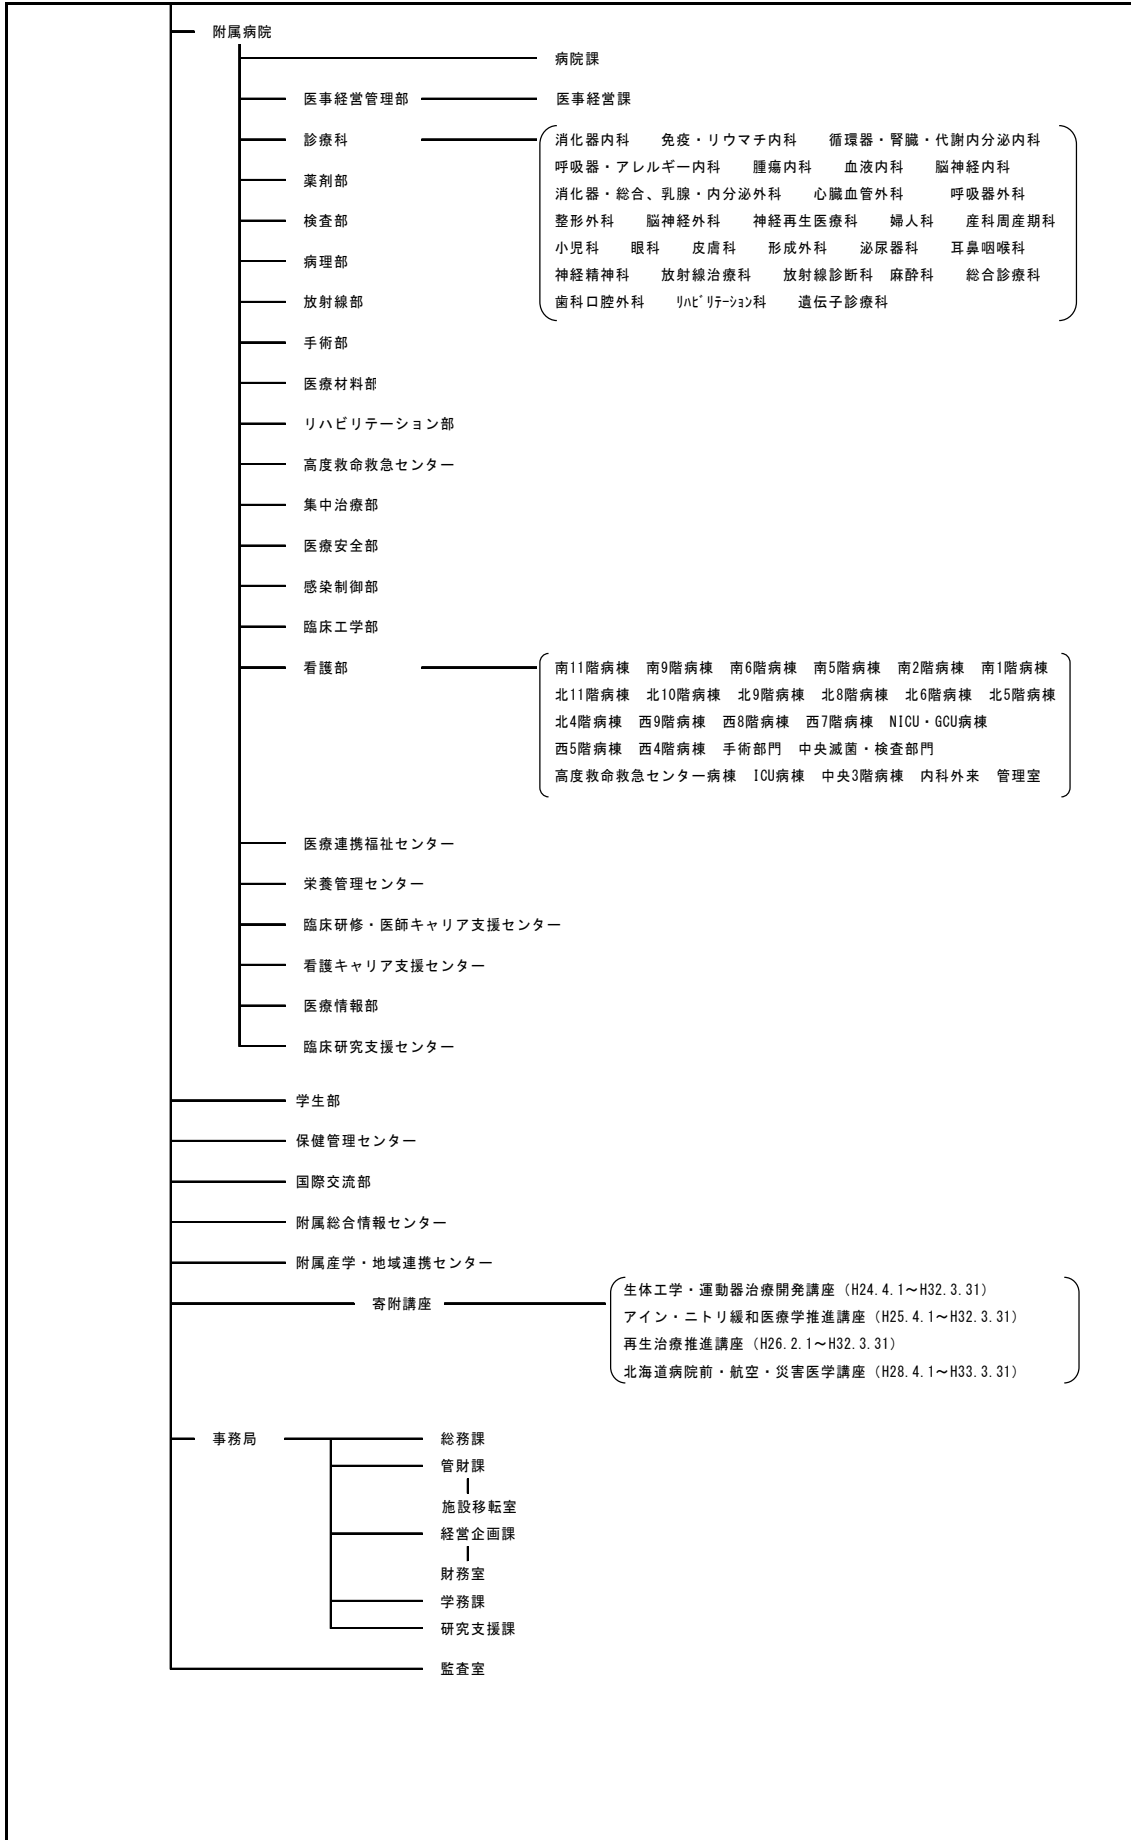 附属病院
病院課
医事経営管理部 医事経営課
診療科 消化器内科 免疫・リウマチ内科 循環器・腎臓・代謝内分泌内科
呼吸器・アレルギー内科 腫瘍内科 血液内科 脳神経内科
薬剤部
消化器・総合、乳腺・内分泌外科 心臓血管外科 呼吸器外科
検査部 整形外科 脳神経外科 神経再生医療科 婦人科 産科周産期科
小児科 眼科 皮膚科 形成外科 泌尿器科 耳鼻咽喉科
病理部
神経精神科 放射線治療科 放射線診断科 麻酔科 総合診療科
放射線部 歯科口腔外科 ﾘﾊﾋﾞﾘﾃｰｼｮﾝ科 遺伝子診療科
手術部
医療材料部
リハビリテーション部
高度救命救急センター
集中治療部
医療安全部
感染制御部
臨床工学部
看護部 南11階病棟 南9階病棟 南6階病棟 南5階病棟 南2階病棟 南1階病棟
北11階病棟 北10階病棟 北9階病棟 北8階病棟 北6階病棟 北5階病棟
北4階病棟 西9階病棟 西8階病棟 西7階病棟 NICU・GCU病棟
西5階病棟 西4階病棟 手術部門 中央滅菌・検査部門
高度救命救急センター病棟 ICU病棟 中央3階病棟 内科外来 管理室
医療連携福祉センター
栄養管理センター
臨床研修・医師キャリア支援センター
看護キャリア支援センター
医療情報部
臨床研究支援センター
学生部
保健管理センター
国際交流部
附属総合情報センター
附属産学・地域連携センター
生体工学・運動器治療開発講座（H24.4.1～H32.3.31）
寄附講座
アイン・ニトリ緩和医療学推進講座（H25.4.1～H32.3.31）
再生治療推進講座（H26.2.1～H32.3.31）
北海道病院前・航空・災害医学講座（H28.4.1～H33.3.31）
事務局 総務課
管財課
施設移転室
経営企画課
財務室
学務課
研究支援課
監査室